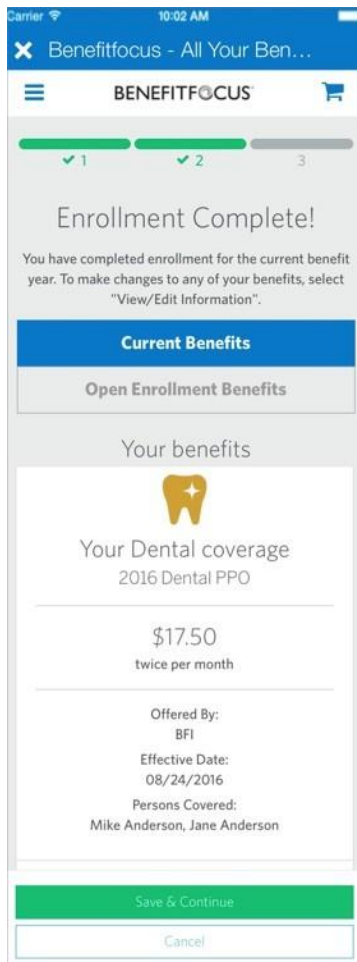 Carrier 10:02 AM
Benefitfocus - All Your Ben...
BENEFITFOCUS
1 2 3
Enrollment Complete!
You have completed enrollment for the current benefit
year. To make changes to any of your benefits, select
"View/Edit Information".
Current Benefits
Open Enrollment Benefits
Your benefits
Your Dental coverage
2016 Dental PPO
$17.50
twice per month
Offered By:
BFI
Effective Date:
08/24/2016
Persons Covered:
Mike Anderson, Jane Anderson
Save & Continue
Cancel